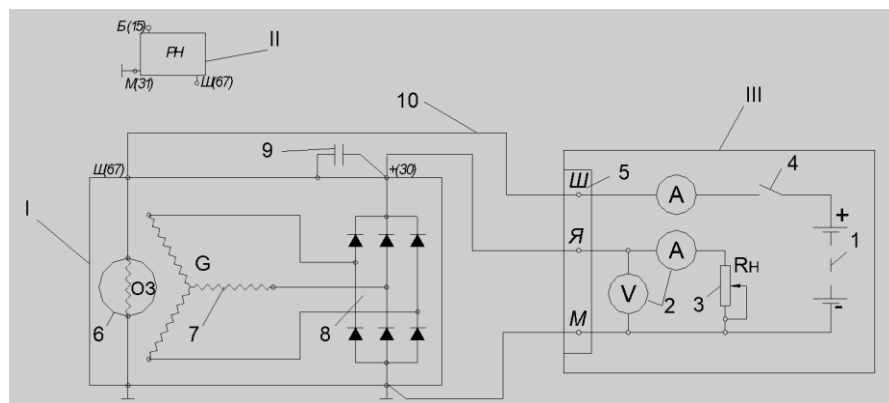 Б(15)
РН
II
М(31)
Щ(67)
10
III
9
Щ(67)
+(30)
Ш
5
А
4
I
+
1
Я
G
А
Rн
ОЗ
V
2
3
-
6
7
8
М